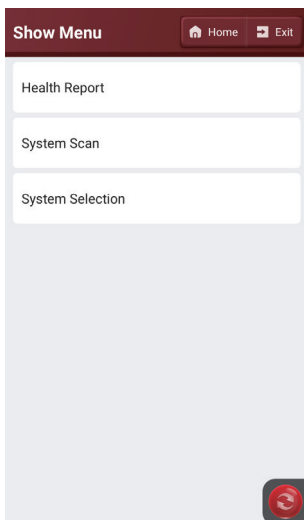 Show Menu
Home
Exit
Health Report
System Scan
System Selection